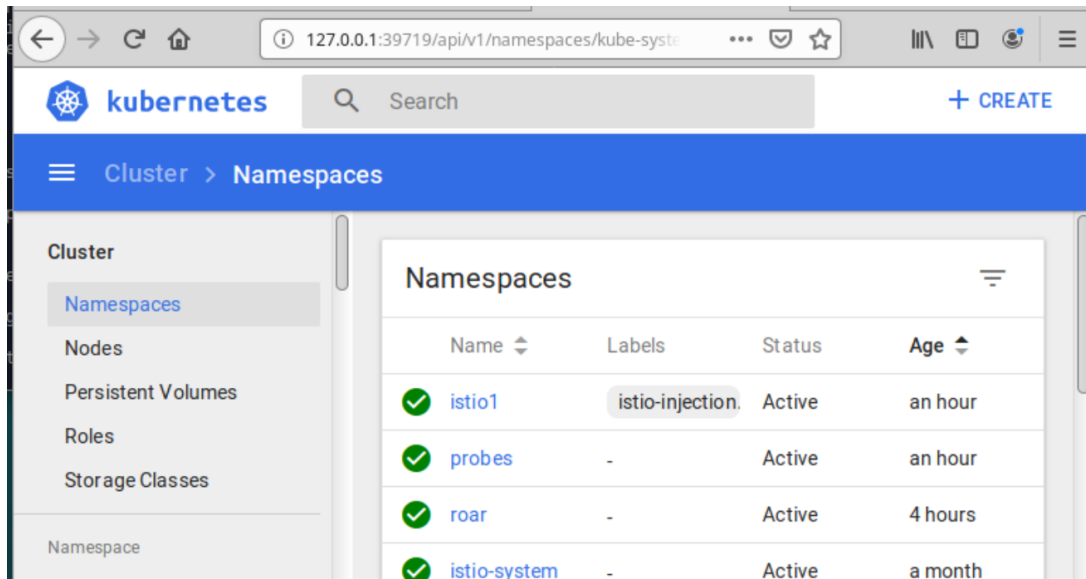 127.0.0.1:39719/api/v1/namespaces/kube-syste
kubernetes
Search
+ CREATE
Cluster > Namespaces
Cluster
Namespaces
Nodes
Persistent Volumes
Roles
Storage Classes
Namespace
Namespaces
Name Labels Status Age
istio1 istio-injection. Active an hour
probes - Active an hour
roar - Active 4 hours
istio-system - Active a month